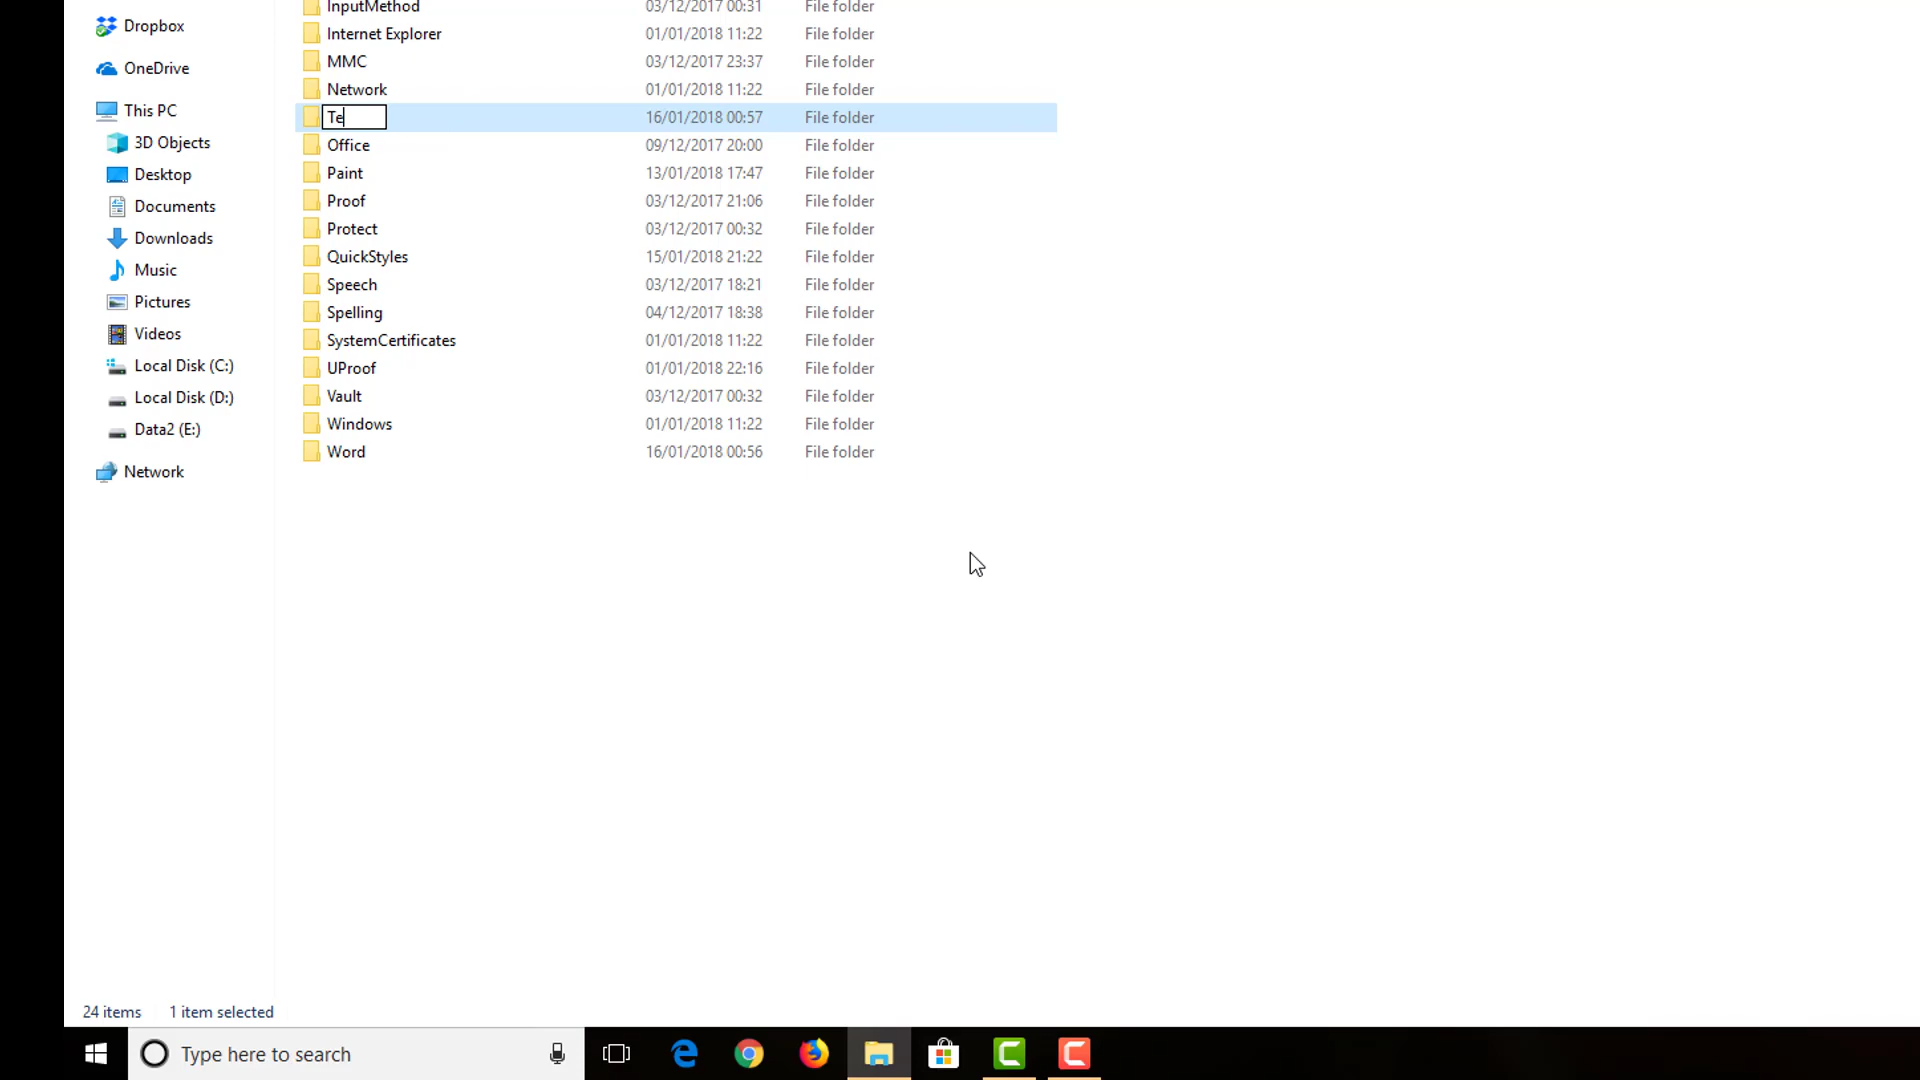 Dropbox
OneDrive
This PC
3D Objects
Desktop
Documents
Downloads
Music
Pictures
Videos
Local Disk (C:)
Local Disk (D:)
Data2 (E:)
Network
InputMethod 03/12/2017 00:31 File folder
Internet Explorer 01/01/2018 11:22 File folder
MMC 03/12/2017 23:37 File folder
Network 01/01/2018 11:22 File folder
Te 16/01/2018 00:57 File folder
Office 09/12/2017 20:00 File folder
Paint 13/01/2018 17:47 File folder
Proof 03/12/2017 21:06 File folder
Protect 03/12/2017 00:32 File folder
QuickStyles 15/01/2018 21:22 File folder
Speech 03/12/2017 18:21 File folder
Spelling 04/12/2017 18:38 File folder
SystemCertificates 01/01/2018 11:22 File folder
UProof 01/01/2018 22:16 File folder
Vault 03/12/2017 00:32 File folder
Windows 01/01/2018 11:22 File folder
Word 16/01/2018 00:56 File folder
24 items 1 item selected
Type here to search